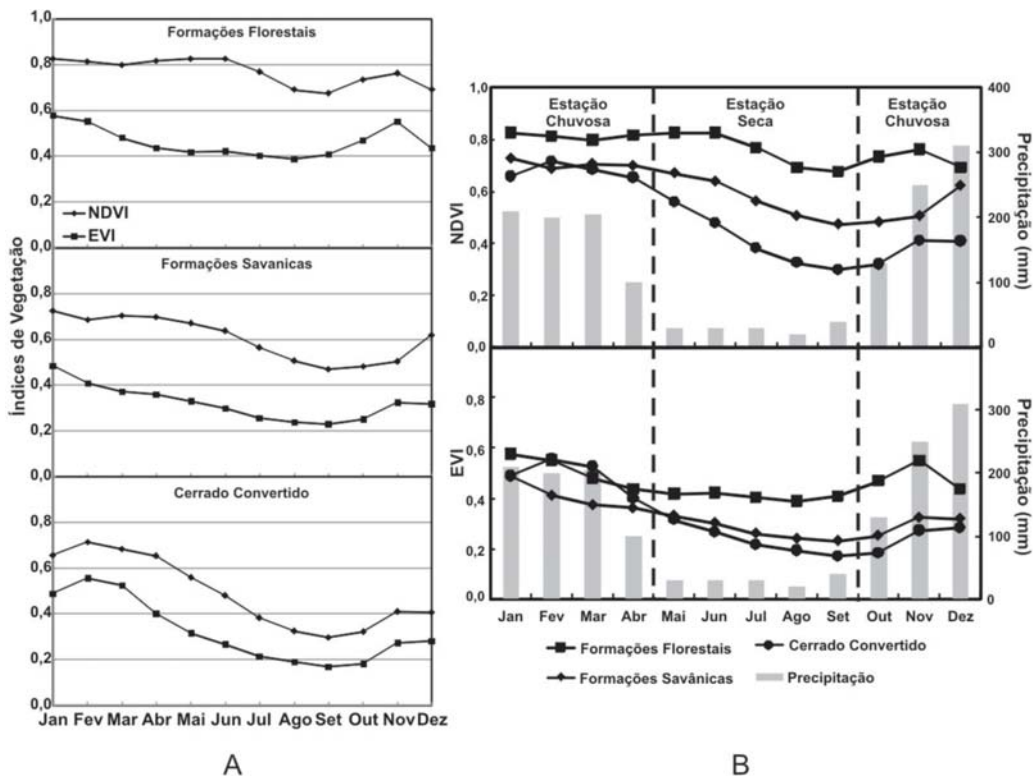 1,0
Formações Florestais
0,8
0,6
0,4
0,2
NDVI
EVI
0,0
Formações Savanicas
0,8
0,6
0,4
0,2
0,0
Cerrado Convertido
0,8
0,6
0,4
0,2
0,0
Índices de Vegetação
Jan Fev Mar Abr Mai Jun Jul Ago Set Out Nov Dez
A
1,0
0,8
0,6
0,4
0,2
0,0
NDVI
Estação Chuvosa
Estação Seca
Estação Chuvosa
400
300
200
100
0
Precipitação (mm)
0,8
0,6
0,4
0,2
0,0
EVI
300
200
100
0
Precipitação (mm)
Jan Fev Mar Abr Mai Jun Jul Ago Set Out Nov Dez
Formações Florestais
Cerrado Convertido
Formações Savânicas
Precipitação
B